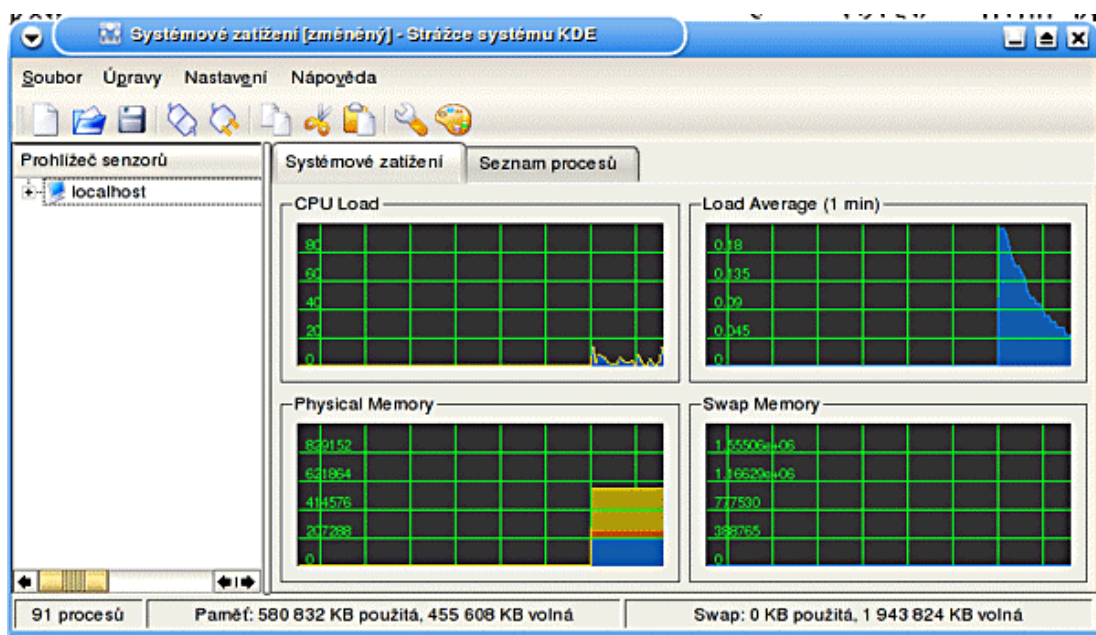 Systémové zatížení [změněný] - Strážce systému KDE
Soubor Úpravy Nastavení Nápověda
Prohlížeč senzorů
localhost
Systémové zatížení Seznam procesů
CPU Load
80
60
40
20
0
Load Average (1 min)
0.18
0.135
0.09
0.045
0
Physical Memory
829152
621864
414576
207288
0
Swap Memory
1.55506e+06
1.16629e+06
777530
388765
0
91 procesů Paměť: 580 832 KB použitá, 455 608 KB volná Swap: 0 KB použitá, 1 943 824 KB volná